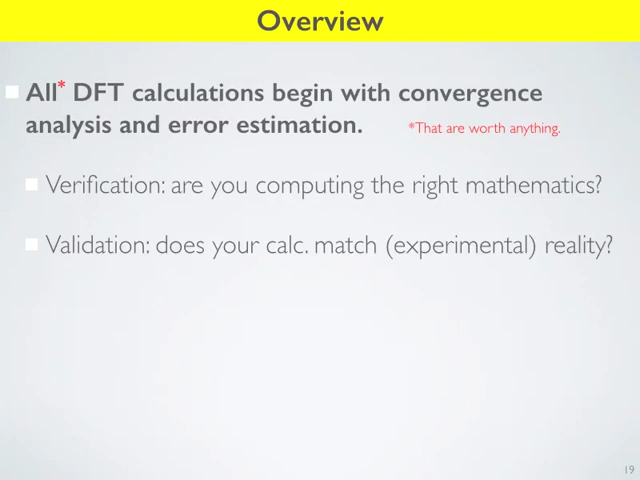 Overview
All* DFT calculations begin with convergence
analysis and error estimation. *That are worth anything.
Verification: are you computing the right mathematics?
Validation: does your calc. match (experimental) reality?
19